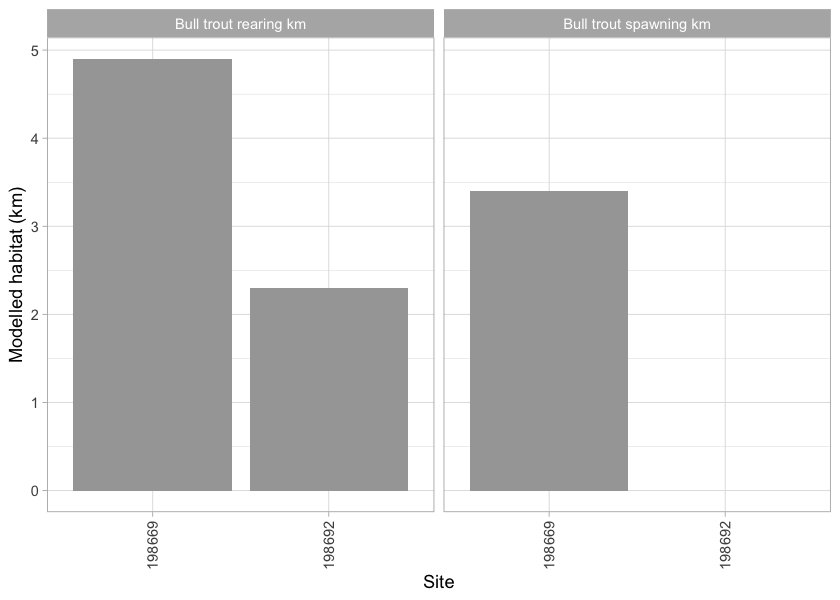 Bull trout rearing km
Bull trout spawning km
Modelled habitat (km)
5
4
3
2
1
0
198669
198692
198669
198692
Site